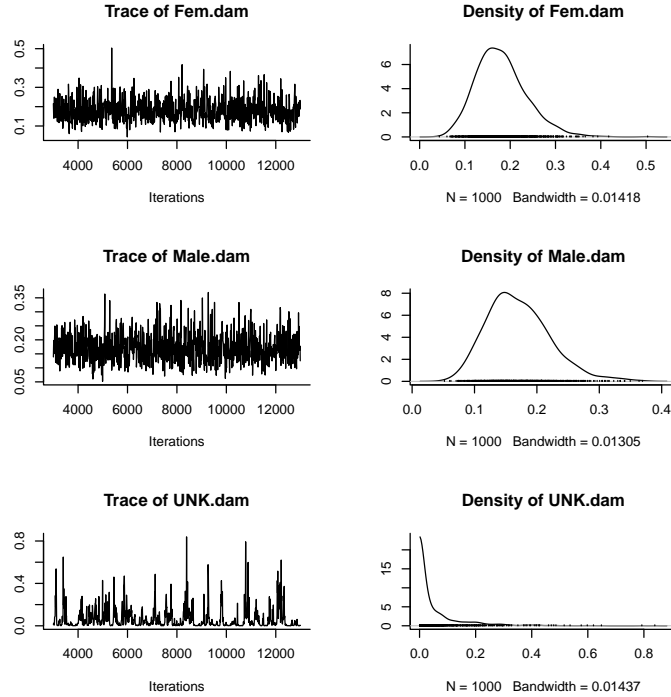 Trace of Fem.dam
0.5
0.3
0.1
4000 6000 8000 10000 12000
Iterations
Density of Fem.dam
6
4
2
0
0.0 0.1 0.2 0.3 0.4 0.5
N = 1000 Bandwidth = 0.01418
Trace of Male.dam
0.35
0.20
0.05
4000 6000 8000 10000 12000
Iterations
Density of Male.dam
8
6
4
2
0
0.0 0.1 0.2 0.3 0.4
N = 1000 Bandwidth = 0.01305
Trace of UNK.dam
0.8
0.4
0.0
4000 6000 8000 10000 12000
Iterations
Density of UNK.dam
15
5
0
0.0 0.2 0.4 0.6 0.8
N = 1000 Bandwidth = 0.01437